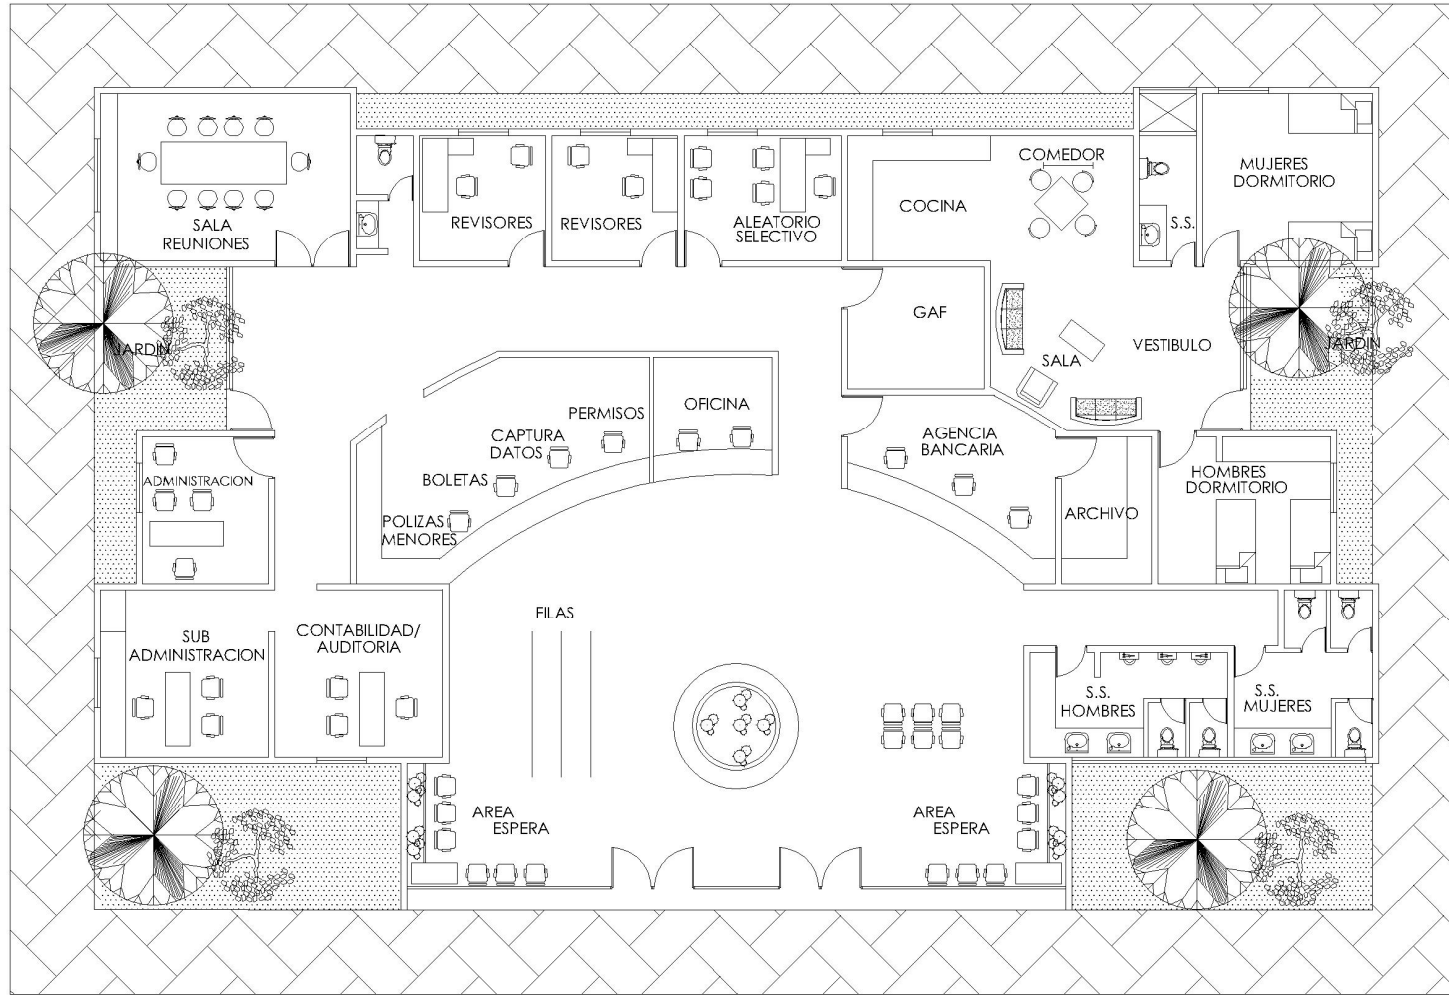 SALA
REUNIONES
REVISORES
REVISORES
ALEATORIO
SELECTIVO
COCINA
COMEDOR
S.S.
MUJERES
DORMITORIO
JARDIN
GAF
SALA
VESTIBULO
JARDIN
ADMINISTRACION
POLIZAS
MENORES
BOLETAS
CAPTURA
DATOS
PERMISOS
OFICINA
AGENCIA
BANCARIA
ARCHIVO
HOMBRES
DORMITORIO
SUB
ADMINISTRACION
CONTABILIDAD/
AUDITORIA
FILAS
S.S.
HOMBRES
S.S.
MUJERES
AREA
ESPERA
AREA
ESPERA